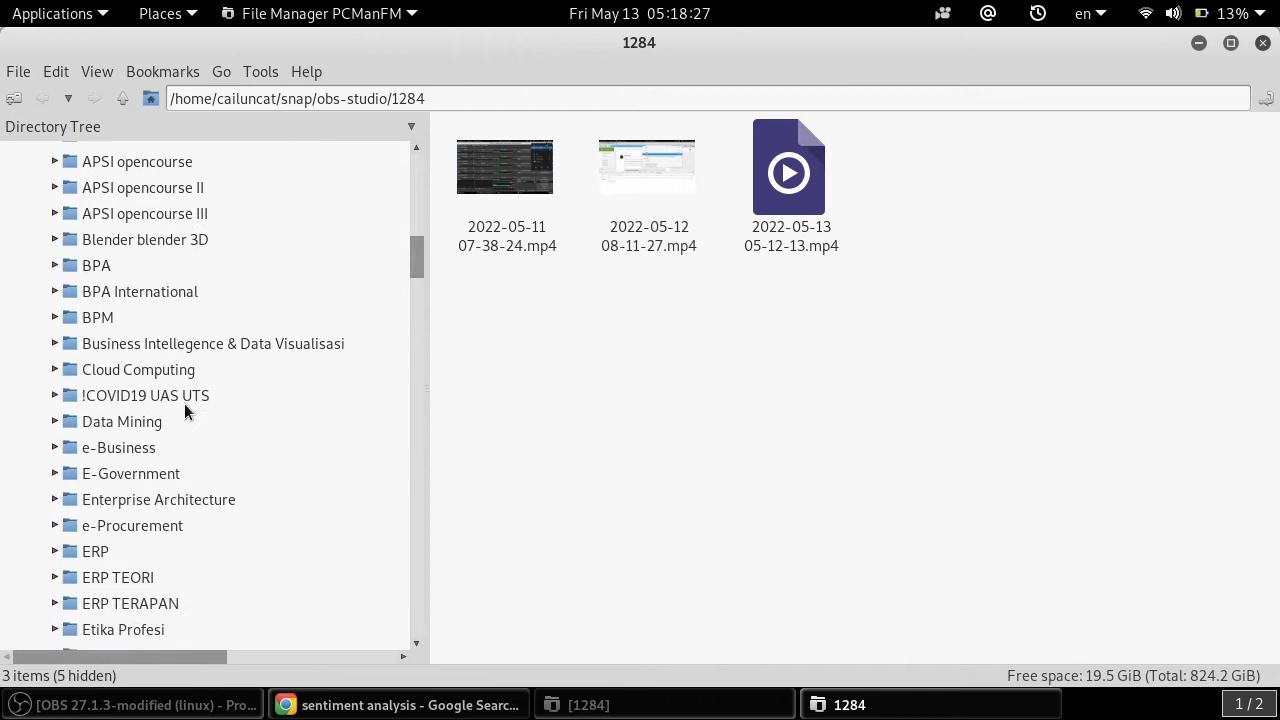 Applications Places File Manager PCManFM Fri May 13 05:18:27 en 13%
1284
File Edit View Bookmarks Go Tools Help
/home/cailuncat/snap/obs-studio/1284
Directory Tree
APSI opencourse
APSI opencourse II
APSI opencourse III
Blender blender 3D
BPA
BPA International
BPM
Business Intellegence & Data Visualisasi
Cloud Computing
!COVID19 UAS UTS
Data Mining
e-Business
E-Government
Enterprise Architecture
e-Procurement
ERP
ERP TEORI
ERP TERAPAN
Etika Profesi
2022-05-11
07-38-24.mp4
2022-05-12
08-11-27.mp4
2022-05-13
05-12-13.mp4
3 items (5 hidden) Free space: 19.5 GiB (Total: 824.2 GiB)
[OBS 27.1.3-modified (linux) - Pro... sentiment analysis - Google Searc... [1284] 1284 1 / 2